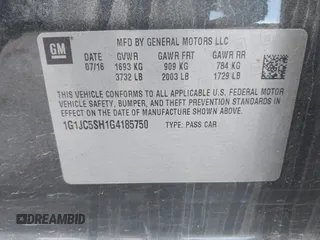 GM
MFD BY GENERAL MOTORS LLC
DATE GVWR GAWR FRT GAWR RR
07/16 1693 KG 909 KG 784 KG
3732 LB 2003 LB 1729 LB
THIS VEHICLE CONFORMS TO ALL APPLICABLE U.S.
FEDERAL MOTOR VEHICLE SAFETY, BUMPER, AND THEFT
PREVENTION STANDARDS IN EFFECT ON THE DATE OF
MANUFACTURE SHOWN ABOVE.
1G1JC5SH1G4185750 TYPE: PASS CAR
DREAMBID